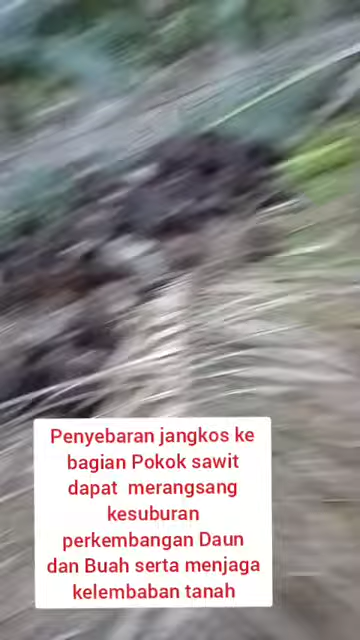 Penyebaran jangkos ke
bagian Pokok sawit
dapat merangsang
kesuburan
perkembangan Daun
dan Buah serta menjaga
kelembaban tanah